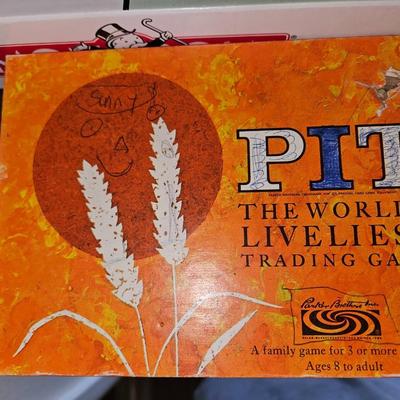 Sunny
PIT
THE WORLD
LIVELIES
TRADING GA
Parker Brothers Inc.
A family game for 3 or more
Ages 8 to adult